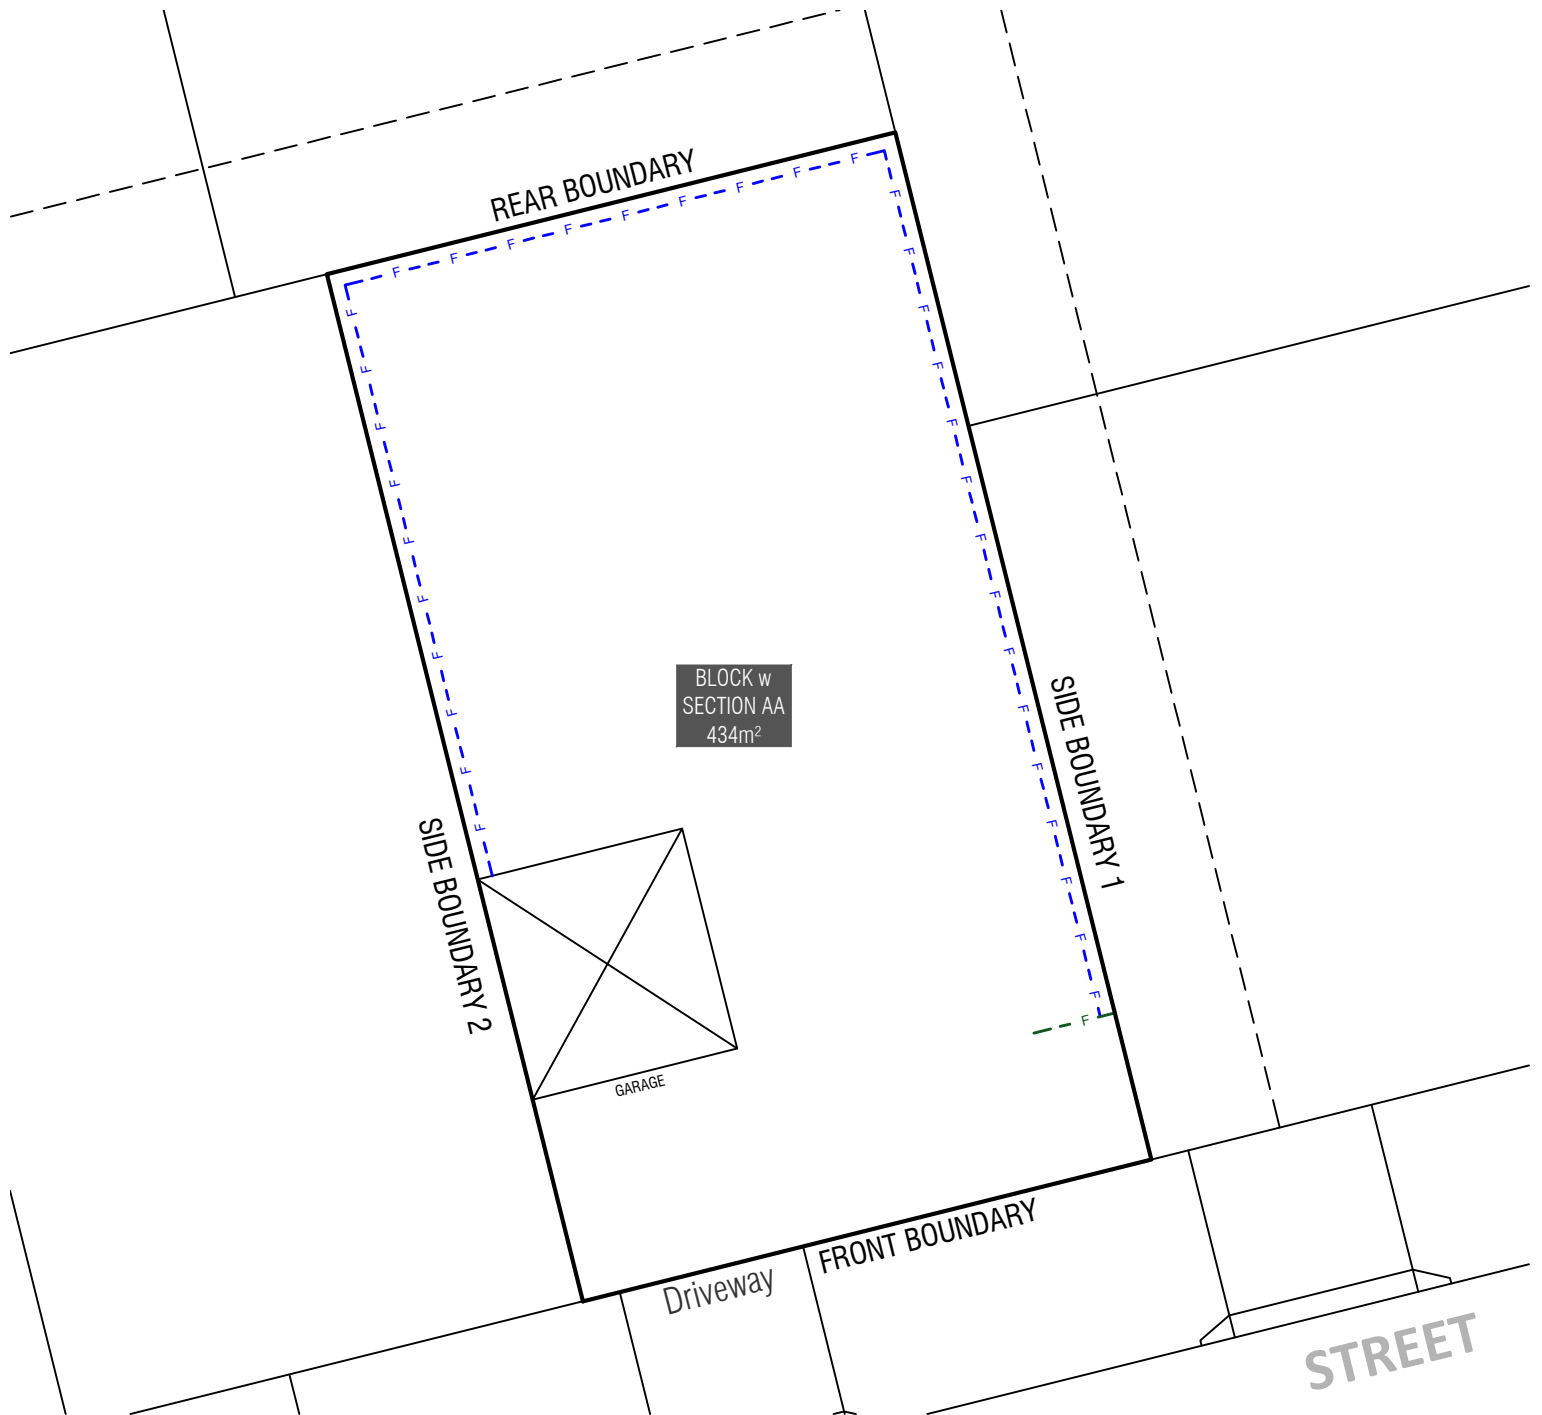 REAR BOUNDARY
F F F F F F F F F
F F F F F F F F F F
F F F F F F F F F F F F F F F
BLOCK w
SECTION AA
434m²
SIDE BOUNDARY 1
SIDE BOUNDARY 2
F
GARAGE
FRONT BOUNDARY
Driveway
STREET